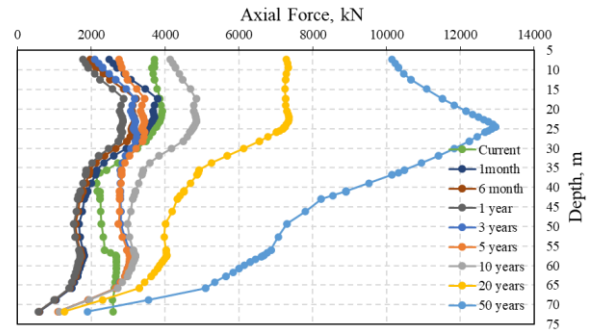 Axial Force, kN
0 2000 4000 6000 8000 10000 12000 14000
5
10
15
20
25
30
35
40
45
50
55
60
65
70
75
Depth, m
Current
1month
6 month
1 year
3 years
5 years
10 years
20 years
50 years